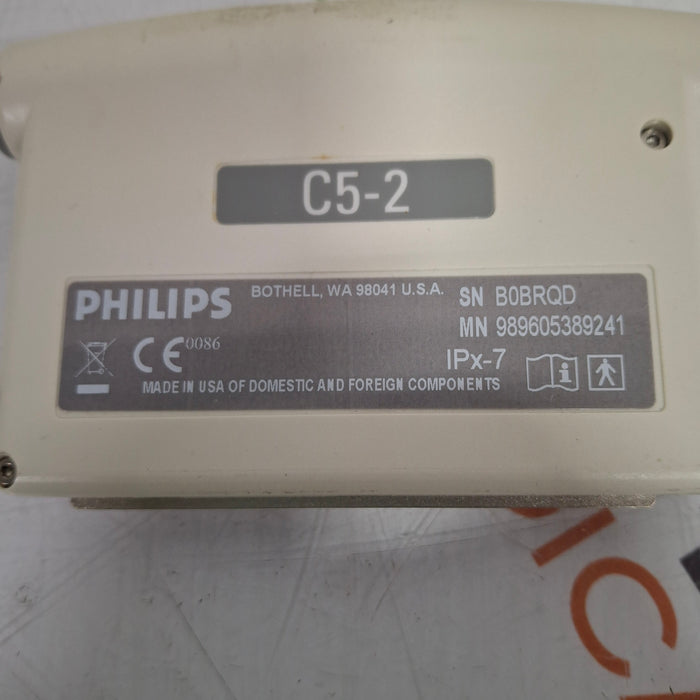 C5-2
PHILIPS BOTHELL, WA 98041 U.S.A. SN B0BRQD
MN 989605389241
CE 0086 IPx-7
MADE IN USA OF DOMESTIC AND FOREIGN COMPONENTS
IC